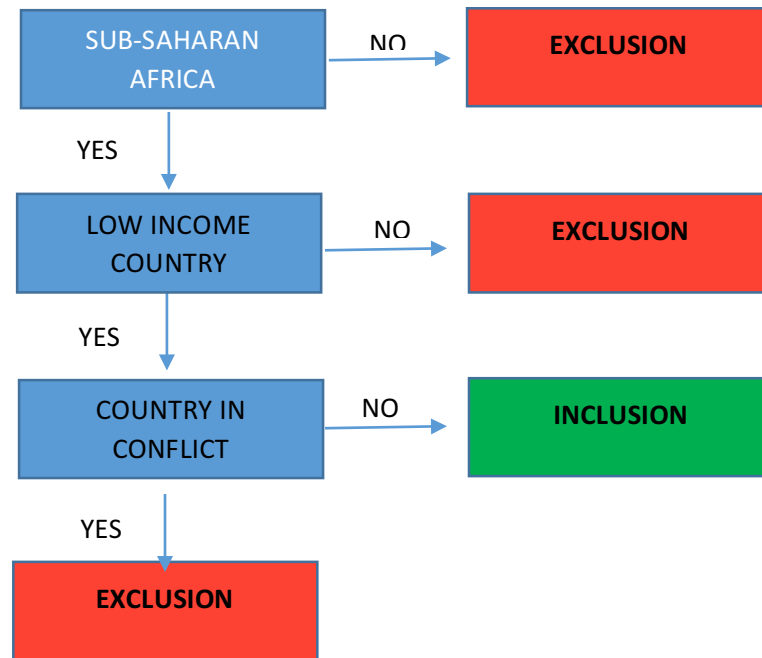 SUB-SAHARAN
AFRICA
NO
EXCLUSION
YES
LOW INCOME
COUNTRY
NO
EXCLUSION
YES
COUNTRY IN
CONFLICT
NO
INCLUSION
YES
EXCLUSION